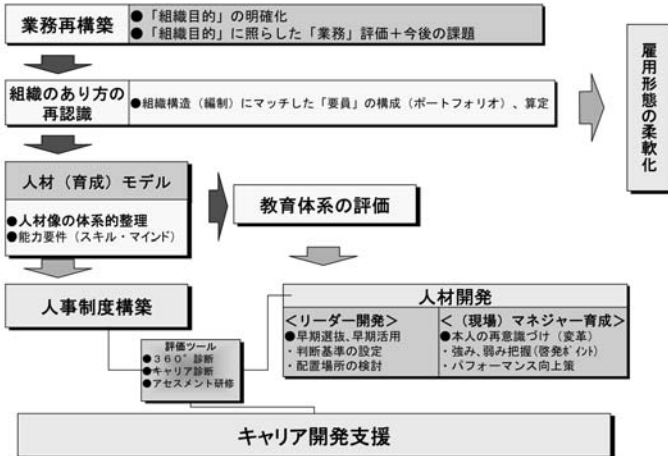 業務再構築
●「組織目的」の明確化
●「組織目的」に照らした「業務」評価＋今後の課題
組織のあり方の
再認識
●組織構造（編制）にマッチした「要員」の構成（ポートフォリオ）、算定
雇用形態の柔軟化
人材（育成）モデル
●人材像の体系的整理
●能力要件（スキル・マインド）
教育体系の評価
人事制度構築
人材開発
＜リーダー開発＞
●早期選抜、早期活用
・判断基準の設定
・配置場所の検討
＜（現場）マネジャー育成＞
●本人の再意識づけ（変革）
・強み、弱み把握（啓発ﾎﾟｲﾝﾄ）
・パフォーマンス向上策
評価ツール
●３６０°診断
●キャリア診断
●アセスメント研修
キャリア開発支援